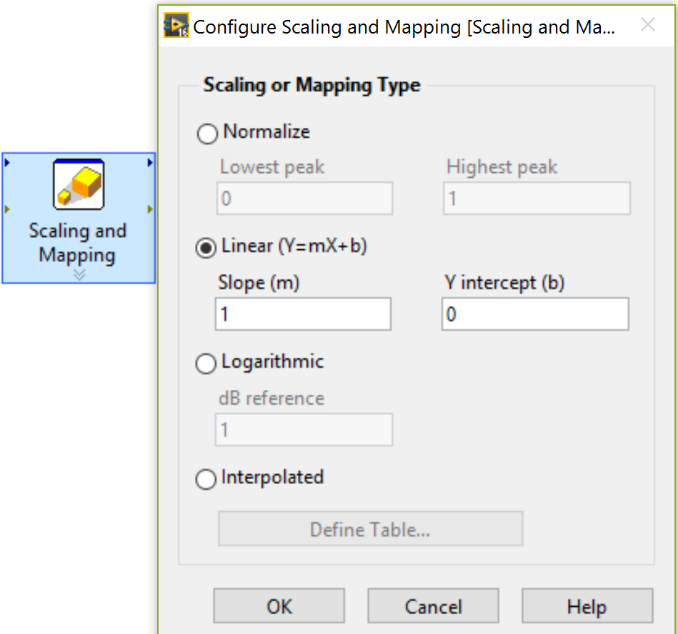 Configure Scaling and Mapping [Scaling and Ma...
Scaling or Mapping Type
Normalize
Lowest peak Highest peak
0 1
Linear (Y=mX+b)
Slope (m) Y intercept (b)
1 0
Logarithmic
dB reference
1
Interpolated
Define Table...
OK Cancel Help
Scaling and
Mapping